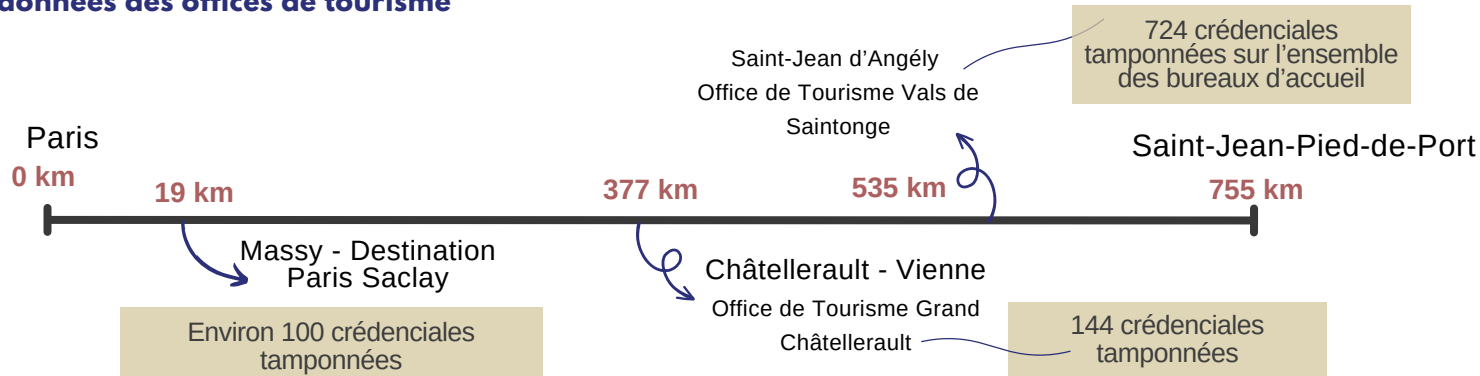 données des offices de tourisme
724 crédenciales
tamponnées sur l'ensemble
des bureaux d'accueil
Saint-Jean d'Angély
Office de Tourisme Vals de
Saintonge
Paris
Saint-Jean-Pied-de-Port
0 km
19 km
377 km
535 km
755 km
Massy - Destination
Paris Saclay
Châtellerault - Vienne
Office de Tourisme Grand
Châtellerault
Environ 100 crédenciales
tamponnées
144 crédenciales
tamponnées